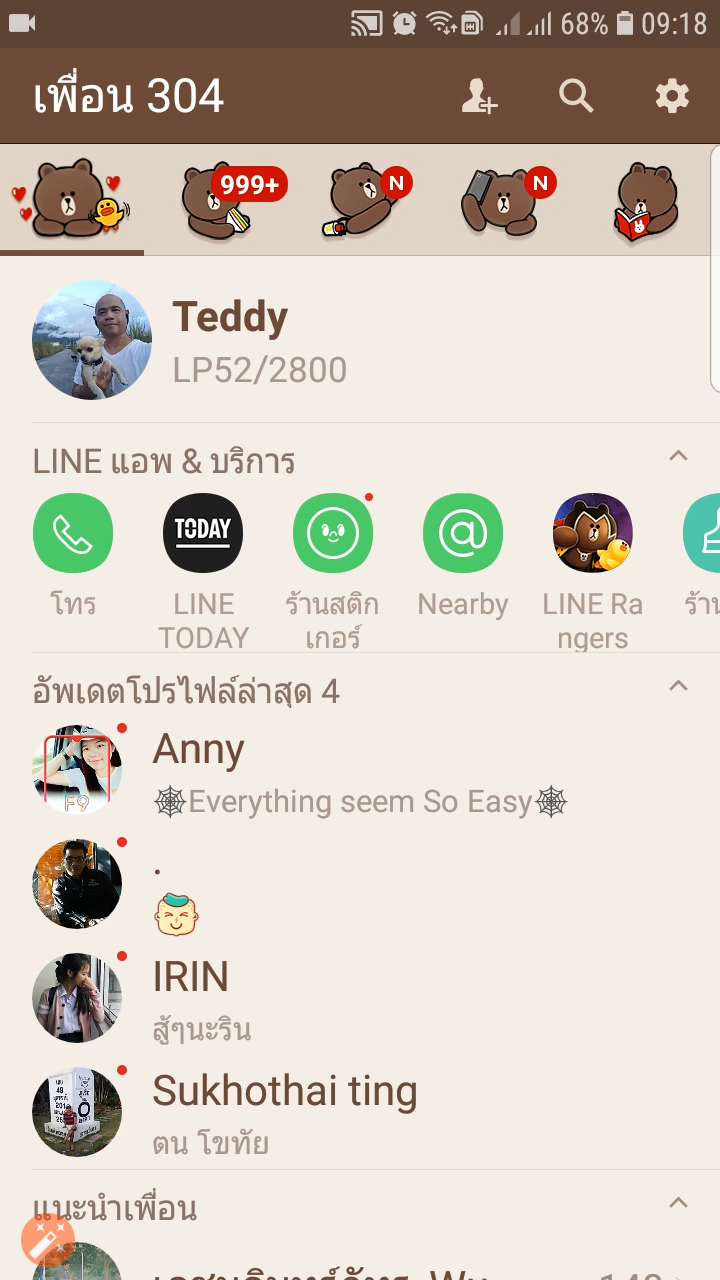 68% 09:18
เพื่อน 304
999+ N N
Teddy
LP52/2800
LINE แอพ & บริการ
TODAY
โทร LINE ร้านสติก Nearby LINE Ra ร้าน
TODAY เกอร์ ngers
อัพเดตโปรไฟล์ล่าสุด 4
Anny
F9
🕸Everything seem So Easy🕸
.
IRIN
สู้ๆนะริน
Sukhothai ting
ตน โขทัย
แนะนำเพื่อน